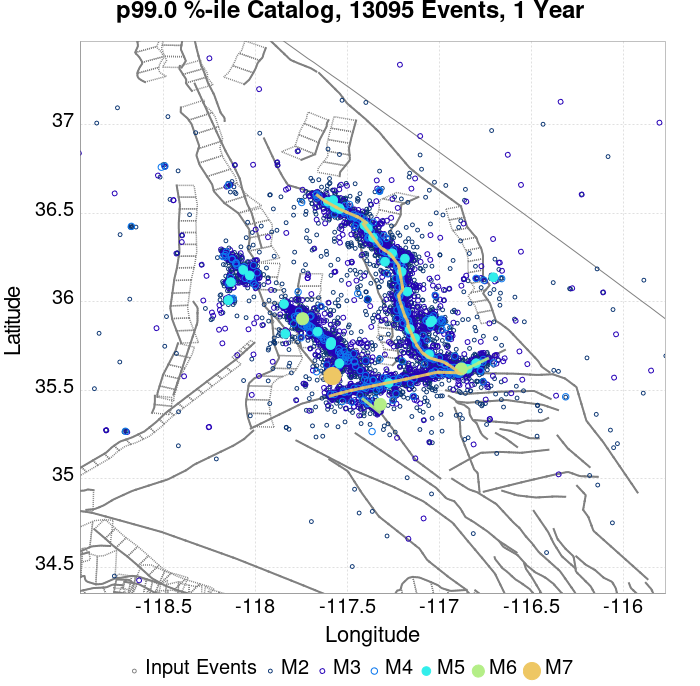 p99.0 %-ile Catalog, 13095 Events, 1 Year
37
36.5
36
35.5
35
34.5
Latitude
-118.5 -118 -117.5 -117 -116.5 -116
Longitude
Input Events M2 M3 M4 M5 M6 M7